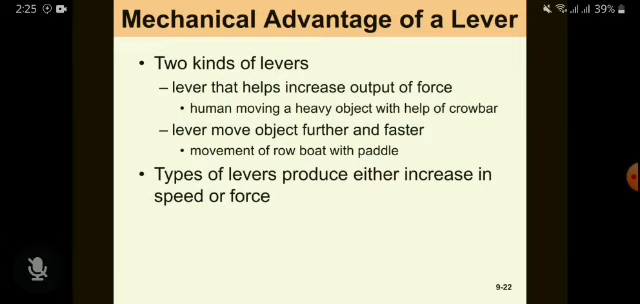 2:25
39%
Mechanical Advantage of a Lever
• Two kinds of levers
– lever that helps increase output of force
• human moving a heavy object with help of crowbar
– lever move object further and faster
• movement of row boat with paddle
• Types of levers produce either increase in
speed or force
9-22